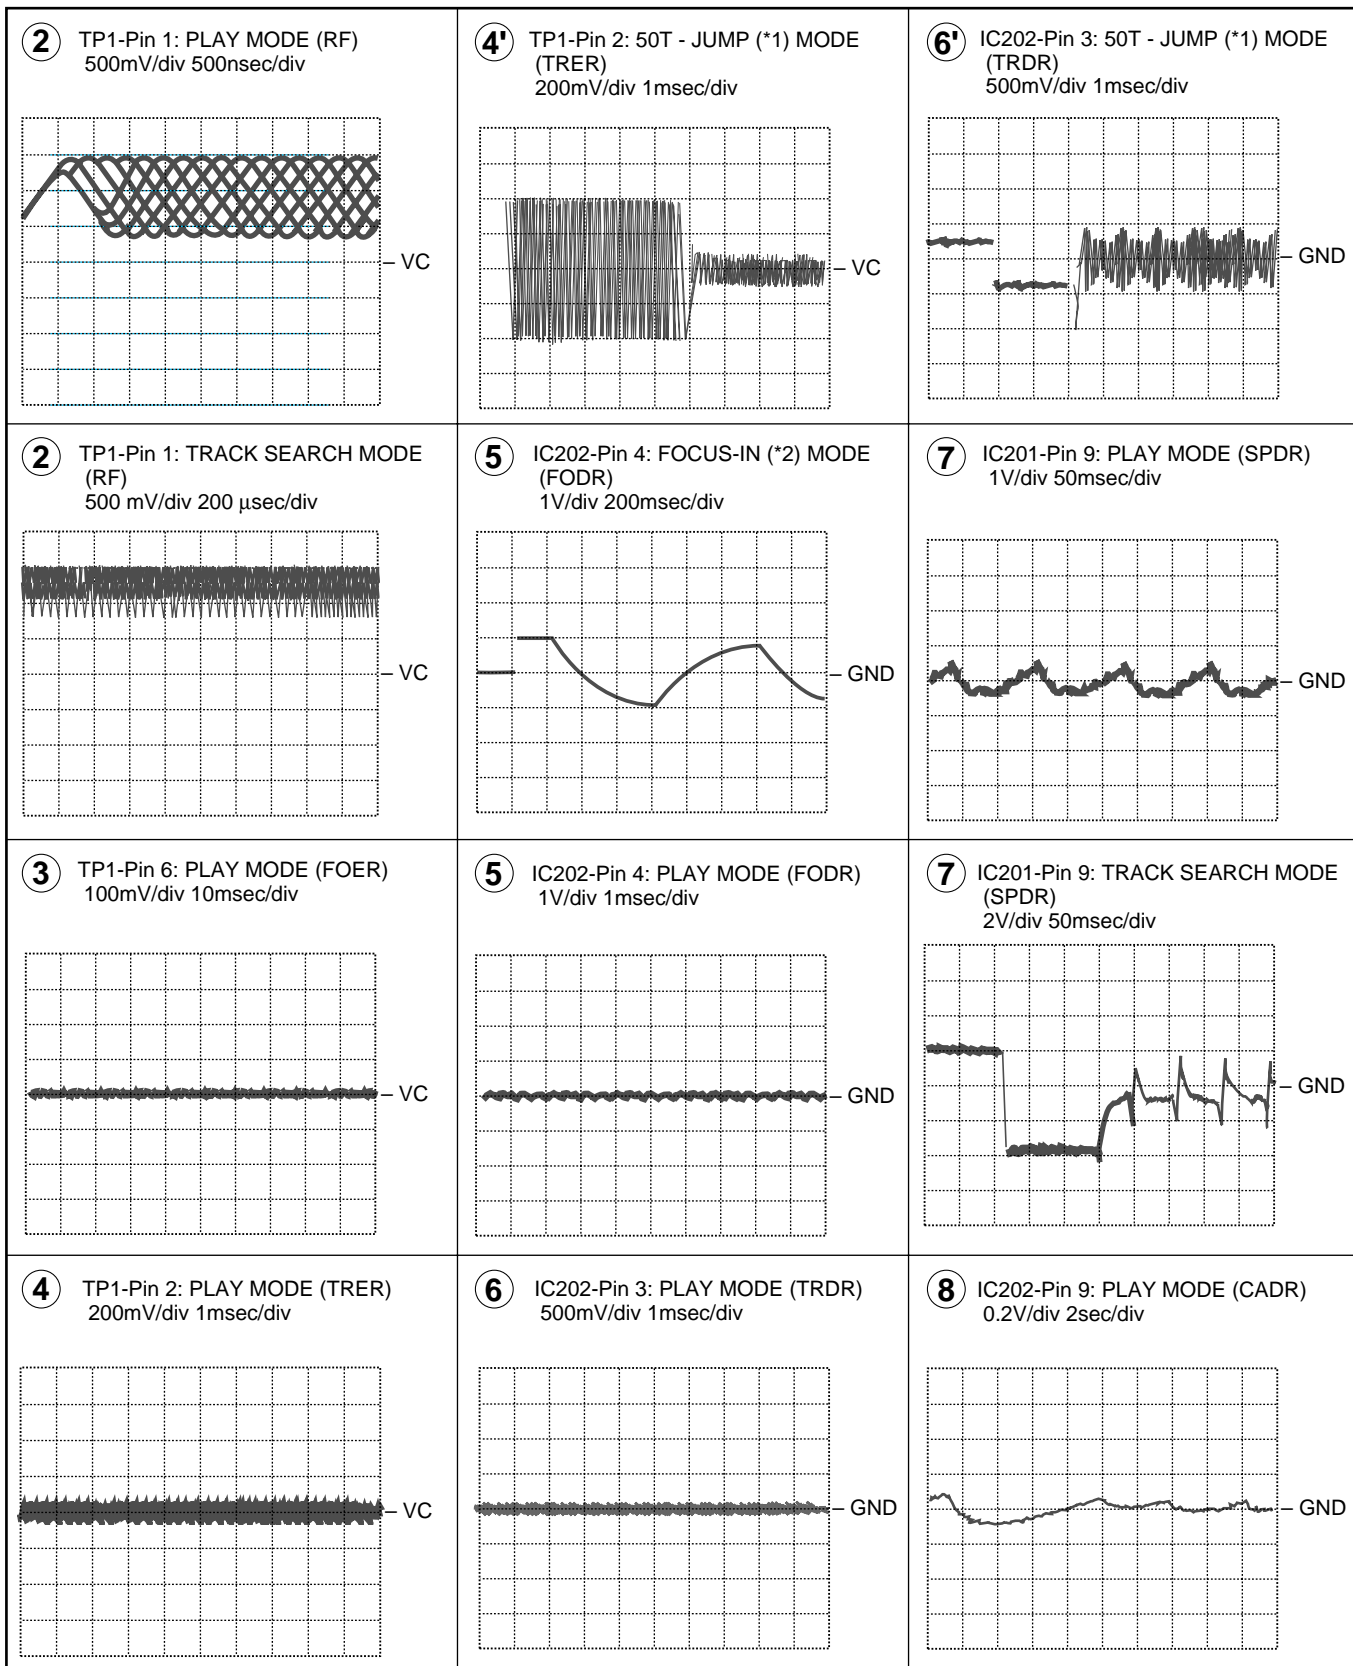 2 TP1-Pin 1: PLAY MODE (RF)
500mV/div 500nsec/div
– VC
4' TP1-Pin 2: 50T - JUMP (*1) MODE
(TRER)
200mV/div 1msec/div
– VC
6' IC202-Pin 3: 50T - JUMP (*1) MODE
(TRDR)
500mV/div 1msec/div
– GND
2 TP1-Pin 1: TRACK SEARCH MODE
(RF)
500 mV/div 200 µsec/div
– VC
5 IC202-Pin 4: FOCUS-IN (*2) MODE
(FODR)
1V/div 200msec/div
– GND
7 IC201-Pin 9: PLAY MODE (SPDR)
1V/div 50msec/div
– GND
3 TP1-Pin 6: PLAY MODE (FOER)
100mV/div 10msec/div
– VC
5 IC202-Pin 4: PLAY MODE (FODR)
1V/div 1msec/div
– GND
7 IC201-Pin 9: TRACK SEARCH MODE
(SPDR)
2V/div 50msec/div
– GND
4 TP1-Pin 2: PLAY MODE (TRER)
200mV/div 1msec/div
– VC
6 IC202-Pin 3: PLAY MODE (TRDR)
500mV/div 1msec/div
– GND
8 IC202-Pin 9: PLAY MODE (CADR)
0.2V/div 2sec/div
– GND